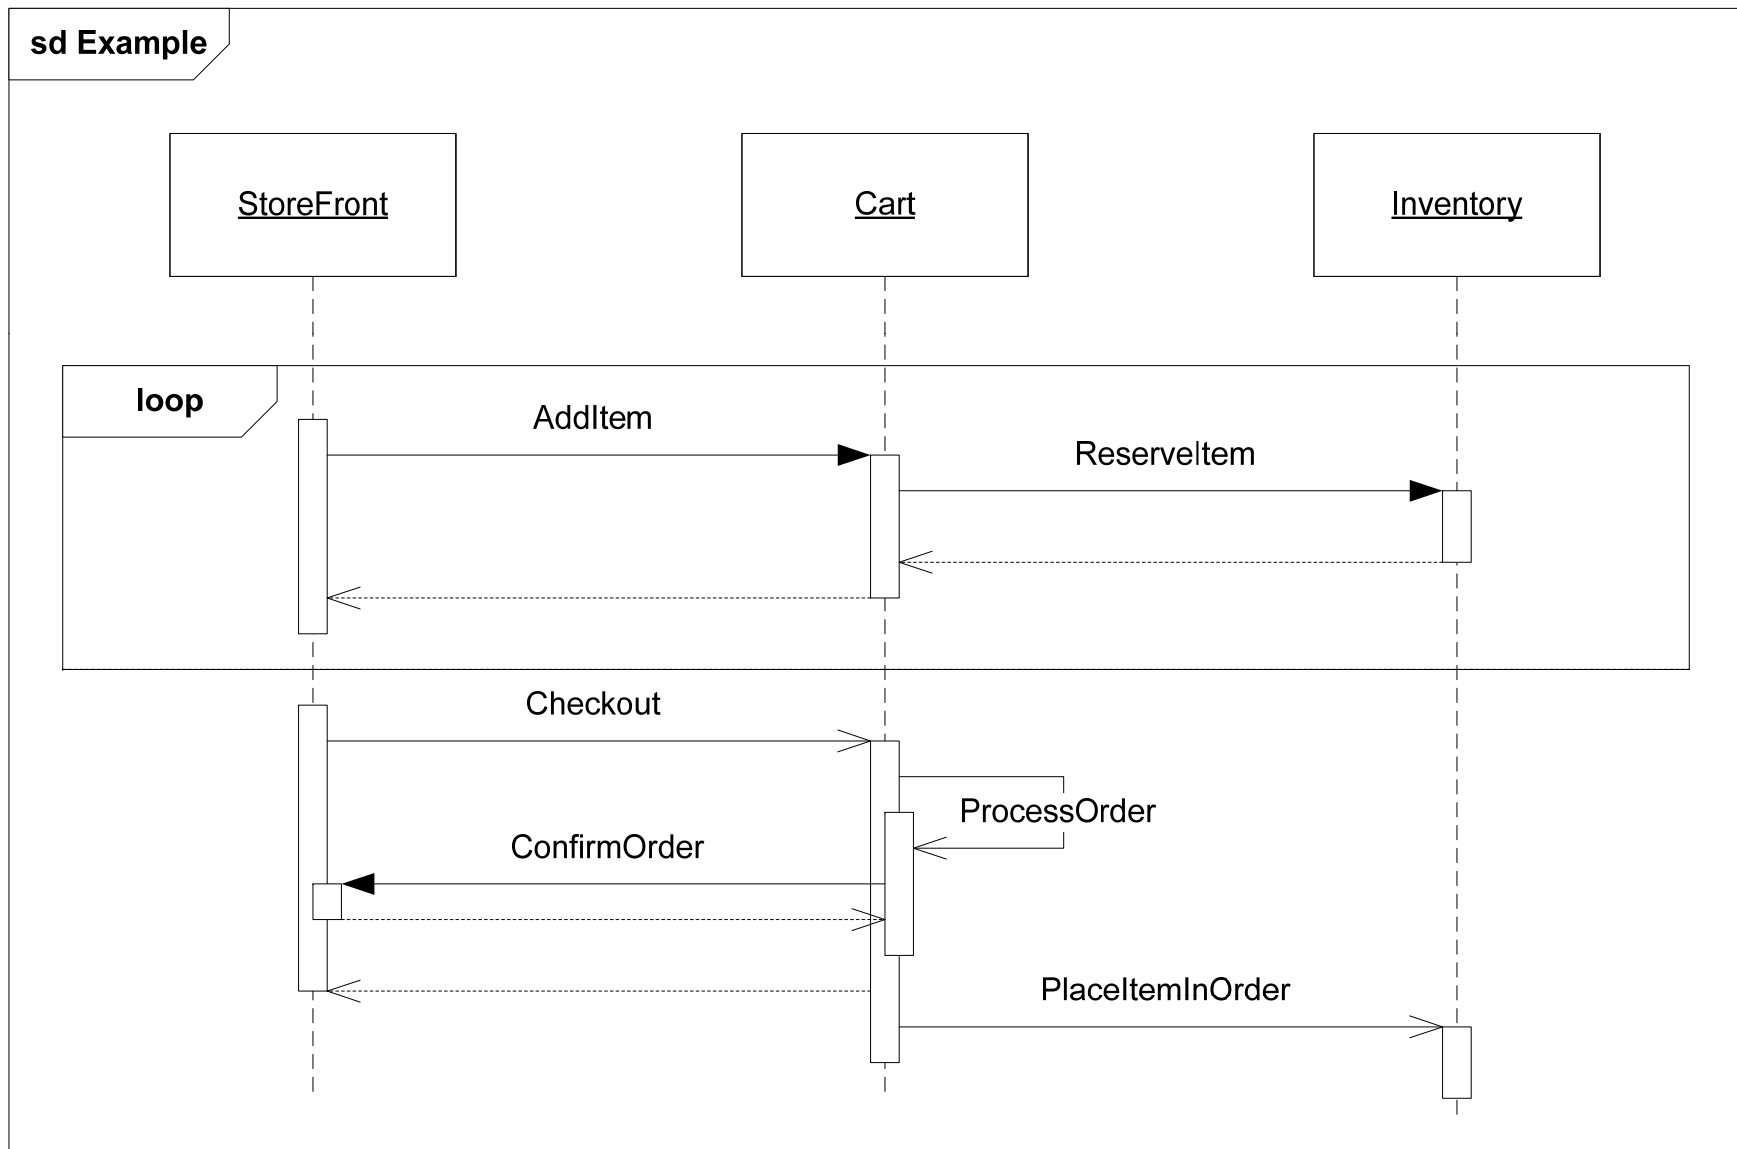 sd Example
StoreFront
Cart
Inventory
loop
AddItem
ReserveItem
Checkout
ProcessOrder
ConfirmOrder
PlaceItemInOrder